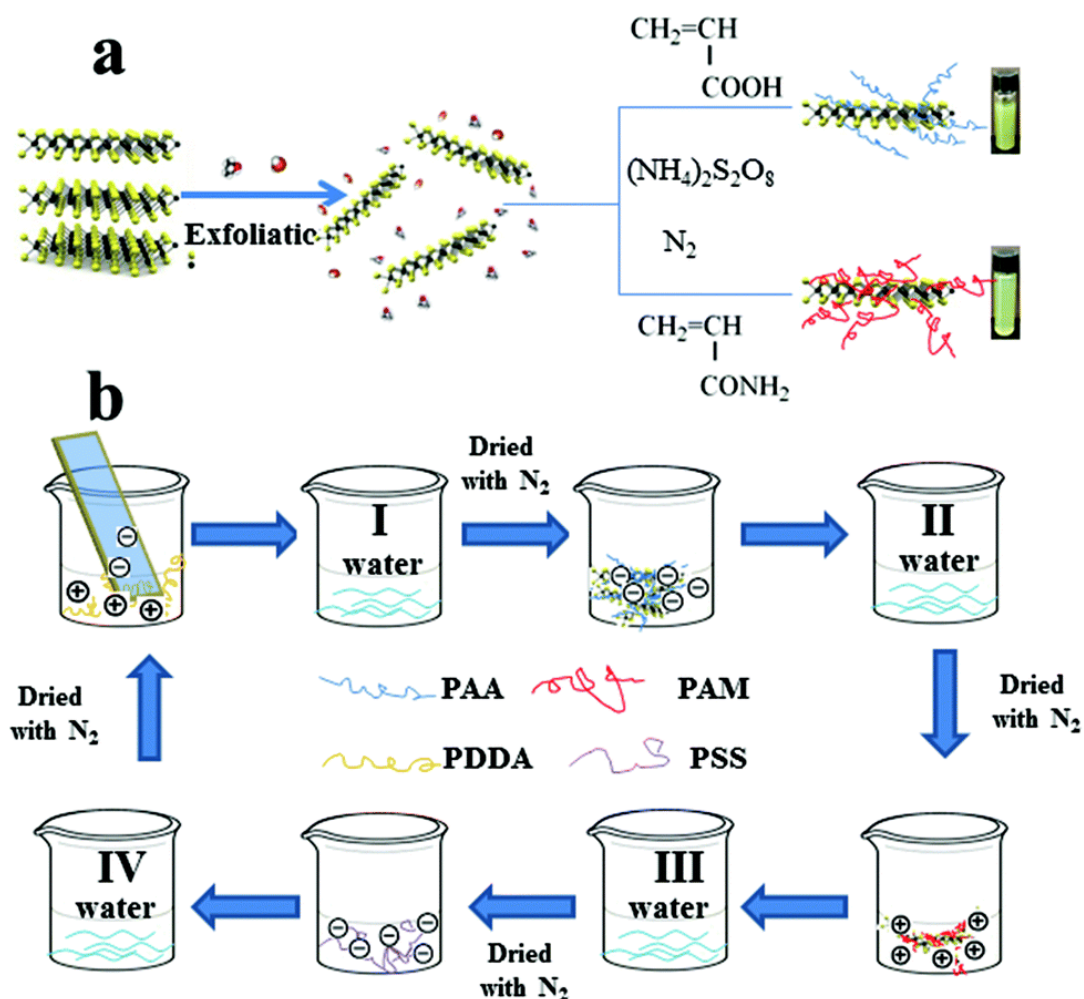 a
CH₂=CH
COOH
(NH₄)₂S₂O₈
N₂
Exfoliatic
CH₂=CH
CONH₂
b
Dried
with N₂
I
water
II
water
Dried
with N₂
PAA
PAM
Dried
with N₂
PDDA
PSS
IV
water
III
water
Dried
with N₂